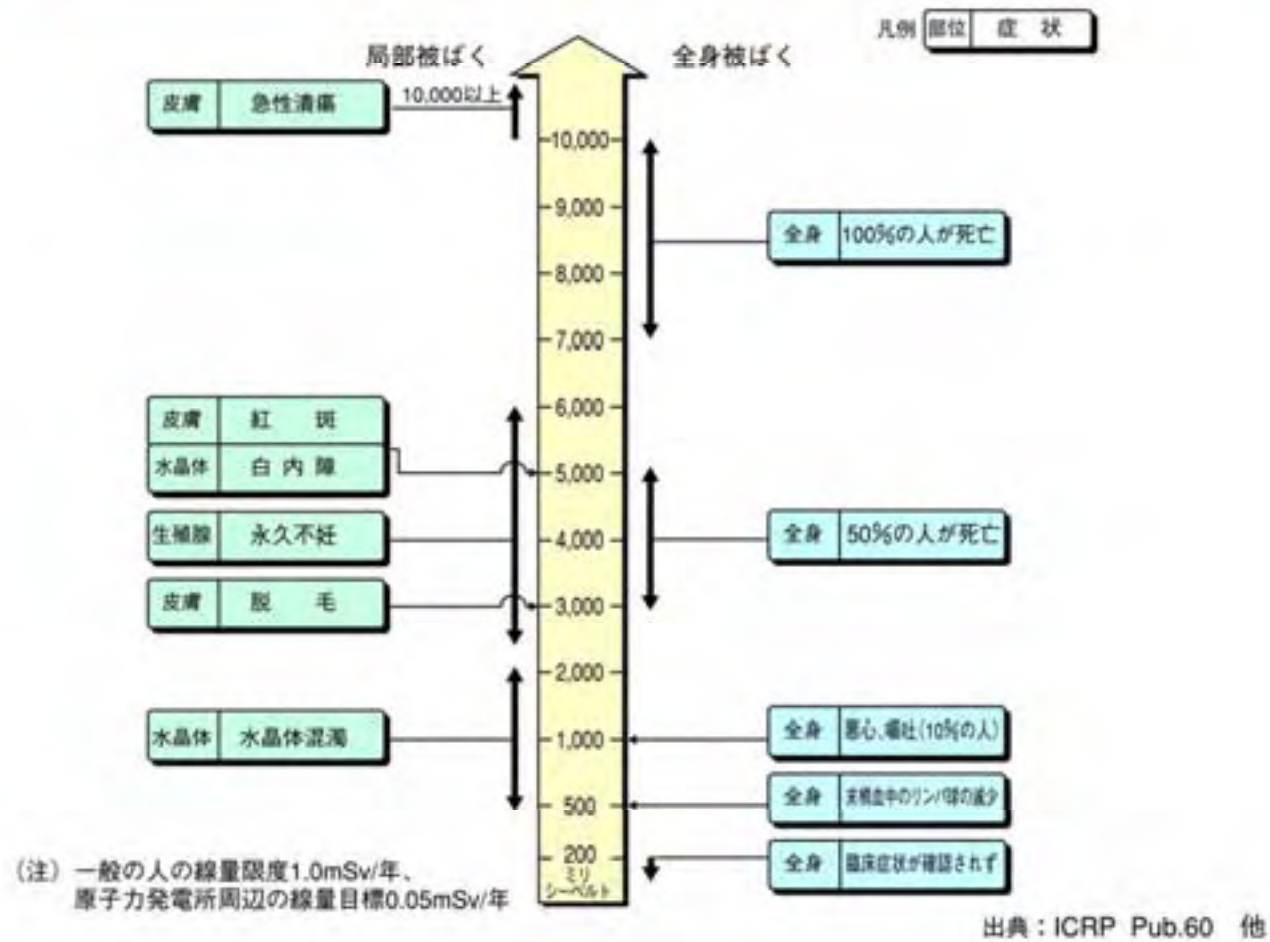 凡例 部位 症 状
局部被ばく 全身被ばく
皮膚 急性潰瘍 10,000以上
10,000
9,000
全身 100%の人が死亡
8,000
7,000
皮膚 紅 斑
6,000
水晶体 白 内 障
5,000
生殖腺 永久不妊
4,000
全身 50%の人が死亡
皮膚 脱 毛
3,000
2,000
水晶体 水晶体混濁
1,000
全身 悪心、嘔吐(10%の人)
500
全身 末梢血中のリンパ球の減少
200
ミリ
シーベルト
全身 臨床症状が確認されず
(注)一般の人の線量限度1.0mSv/年、
原子力発電所周辺の線量目標0.05mSv/年
出典:ICRP Pub.60 他